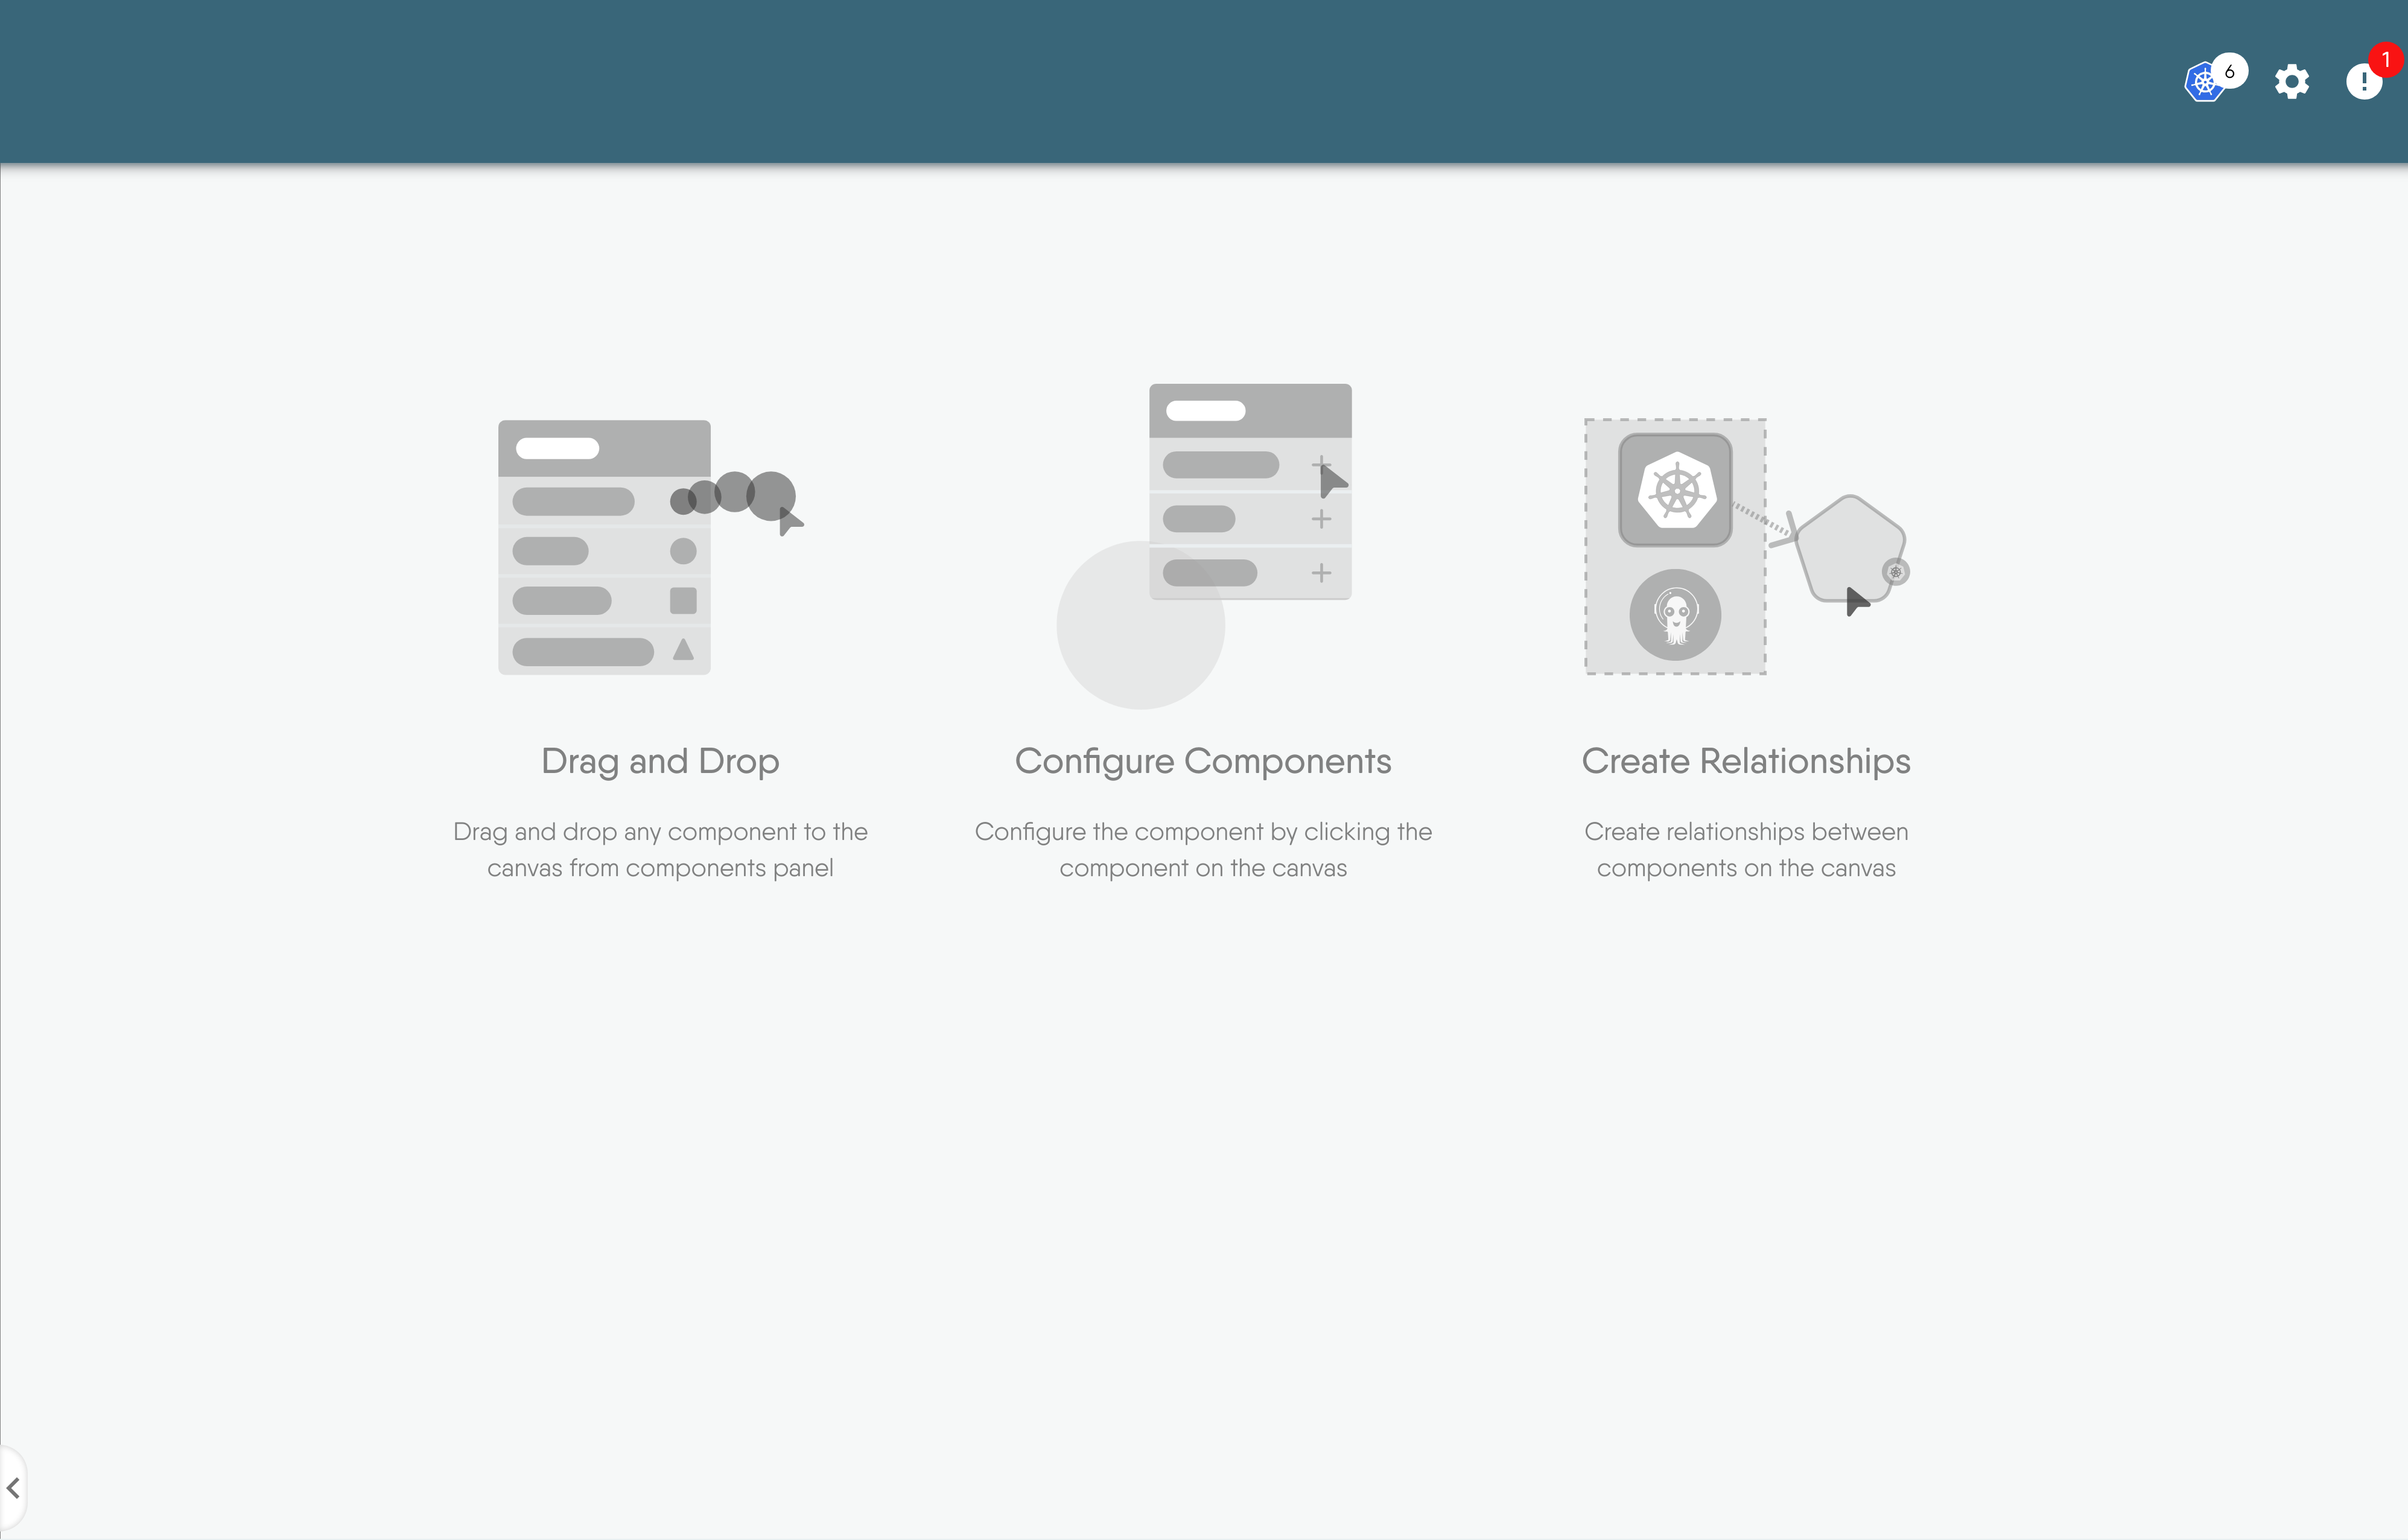 6
1
Drag and Drop
Drag and drop any component to the
canvas from components panel
Configure Components
Configure the component by clicking the
component on the canvas
Create Relationships
Create relationships between
components on the canvas